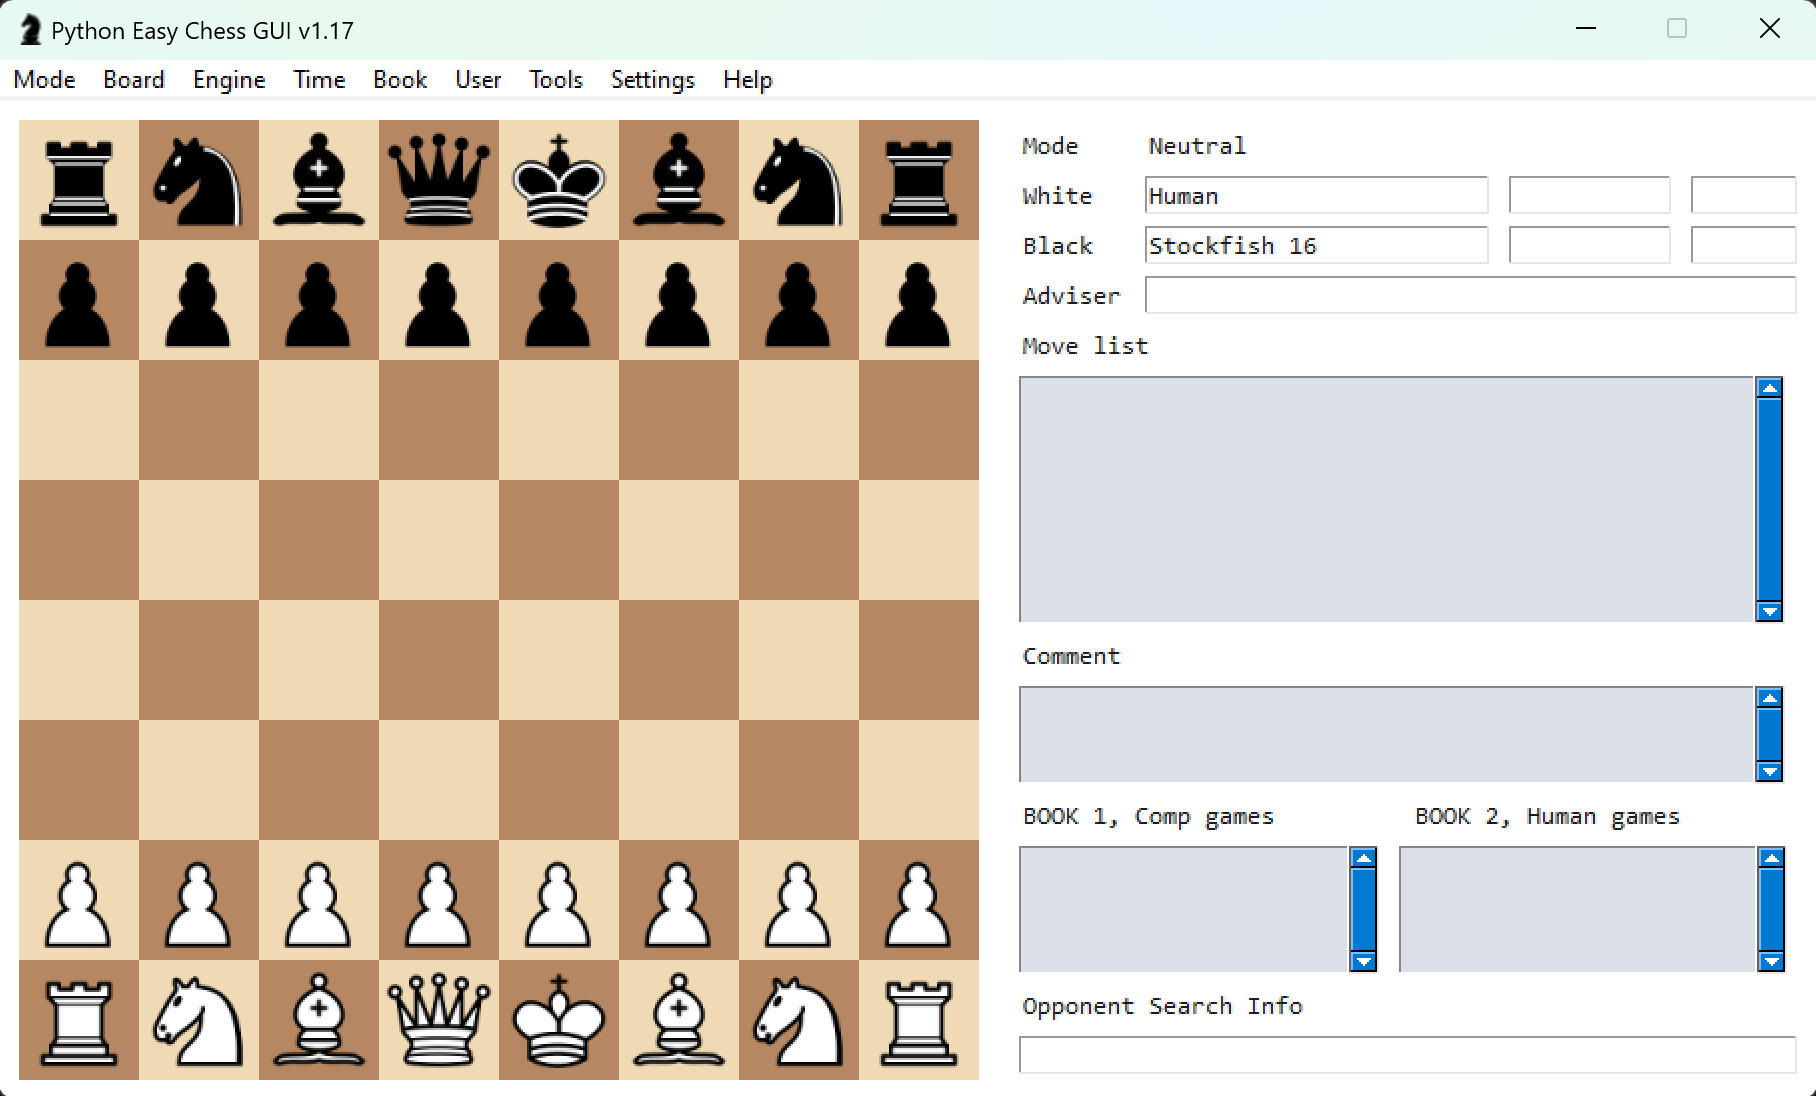 Python Easy Chess GUI v1.17
Mode Board Engine Time Book User Tools Settings Help
Mode Neutral
White Human
Black Stockfish 16
Adviser
Move list
Comment
BOOK 1, Comp games BOOK 2, Human games
Opponent Search Info